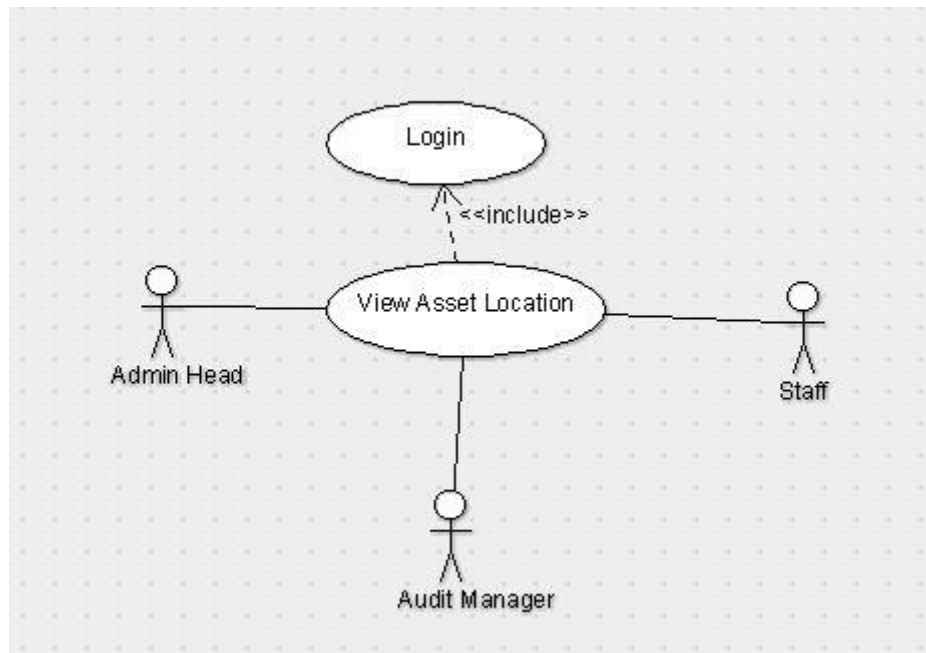 Login
<<include>>
View Asset Location
Admin Head
Staff
Audit Manager